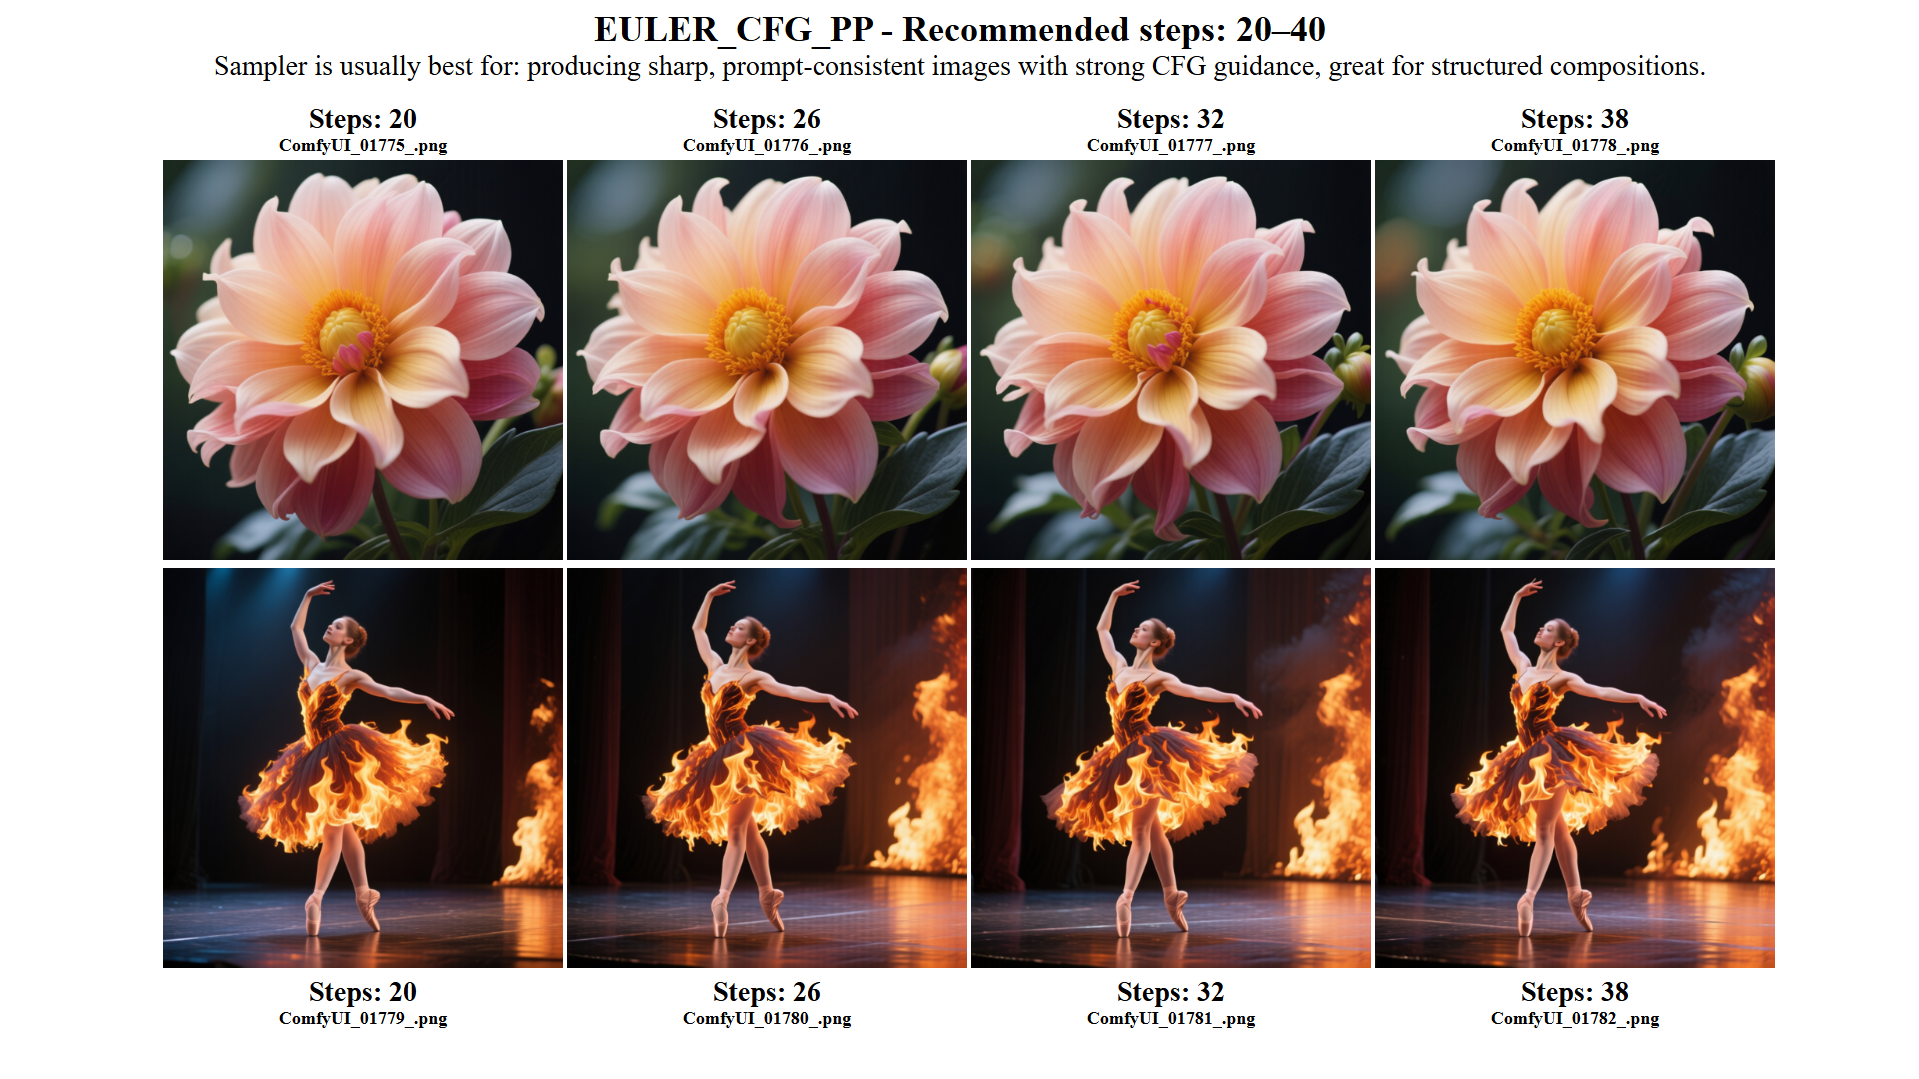 EULER_CFG_PP - Recommended steps: 20–40
Sampler is usually best for: producing sharp, prompt-consistent images with strong CFG guidance, great for structured compositions.
Steps: 20
ComfyUI_01775_.png
Steps: 26
ComfyUI_01776_.png
Steps: 32
ComfyUI_01777_.png
Steps: 38
ComfyUI_01778_.png
Steps: 20
ComfyUI_01779_.png
Steps: 26
ComfyUI_01780_.png
Steps: 32
ComfyUI_01781_.png
Steps: 38
ComfyUI_01782_.png